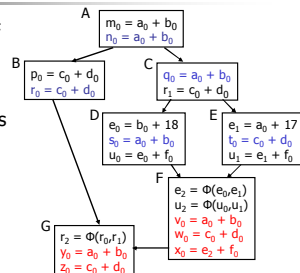 A
m₀ = a₀ + b₀
n₀ = a₀ + b₀
B
p₀ = c₀ + d₀
r₀ = c₀ + d₀
C
q₀ = a₀ + b₀
r₁ = c₀ + d₀
D
e₀ = b₀ + 18
s₀ = a₀ + b₀
u₀ = e₀ + f₀
E
e₁ = a₀ + 17
t₀ = c₀ + d₀
u₁ = e₁ + f₀
F
e₂ = Φ(e₀,e₁)
u₂ = Φ(u₀,u₁)
v₀ = a₀ + b₀
w₀ = c₀ + d₀
x₀ = e₂ + f₀
G
r₂ = Φ(r₀,r₁)
y₀ = a₀ + b₀
z₀ = c₀ + d₀